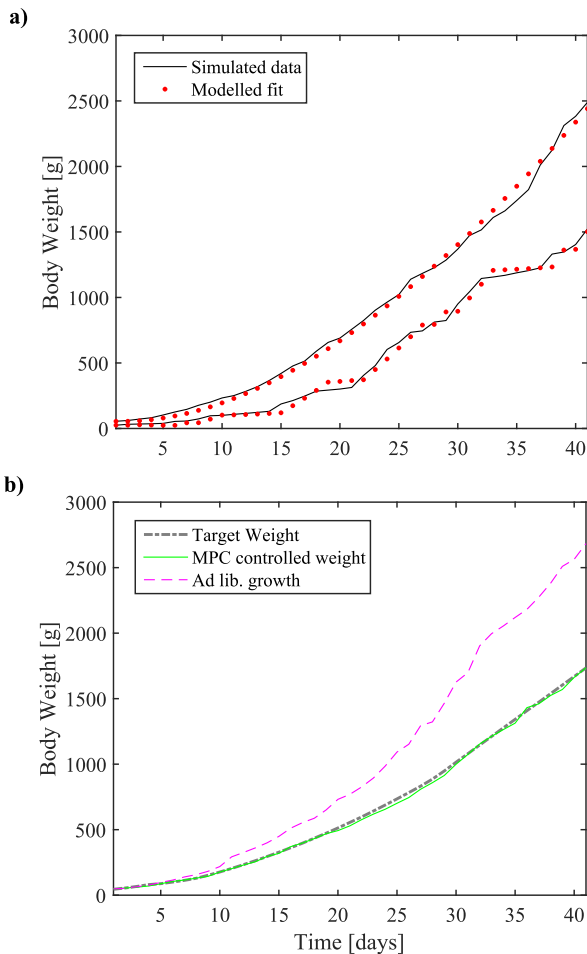 a)
Simulated data
Modelled fit
3000
2500
2000
1500
1000
500
0
Body Weight [g]
5 10 15 20 25 30 35 40
b)
Target Weight
MPC controlled weight
Ad lib. growth
3000
2500
2000
1500
1000
500
0
Body Weight [g]
5 10 15 20 25 30 35 40
Time [days]